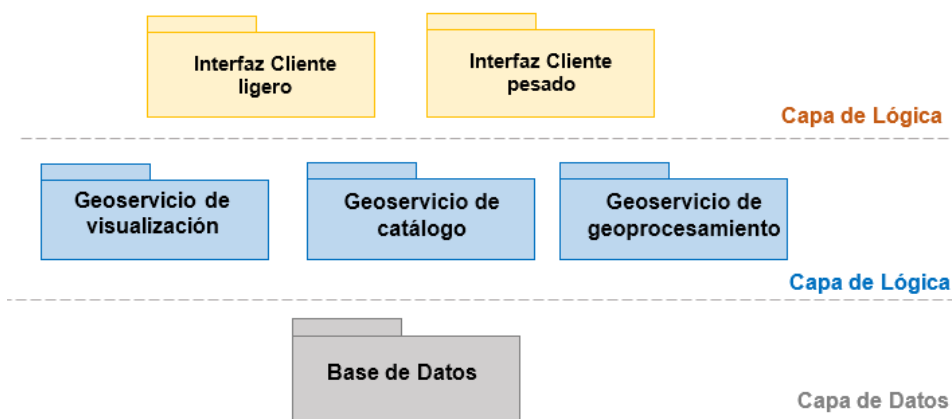 Interfaz Cliente
ligero
Interfaz Cliente
pesado
Capa de Lógica
Geoservicio de
visualización
Geoservicio de
catálogo
Geoservicio de
geoprocesamiento
Capa de Lógica
Base de Datos
Capa de Datos